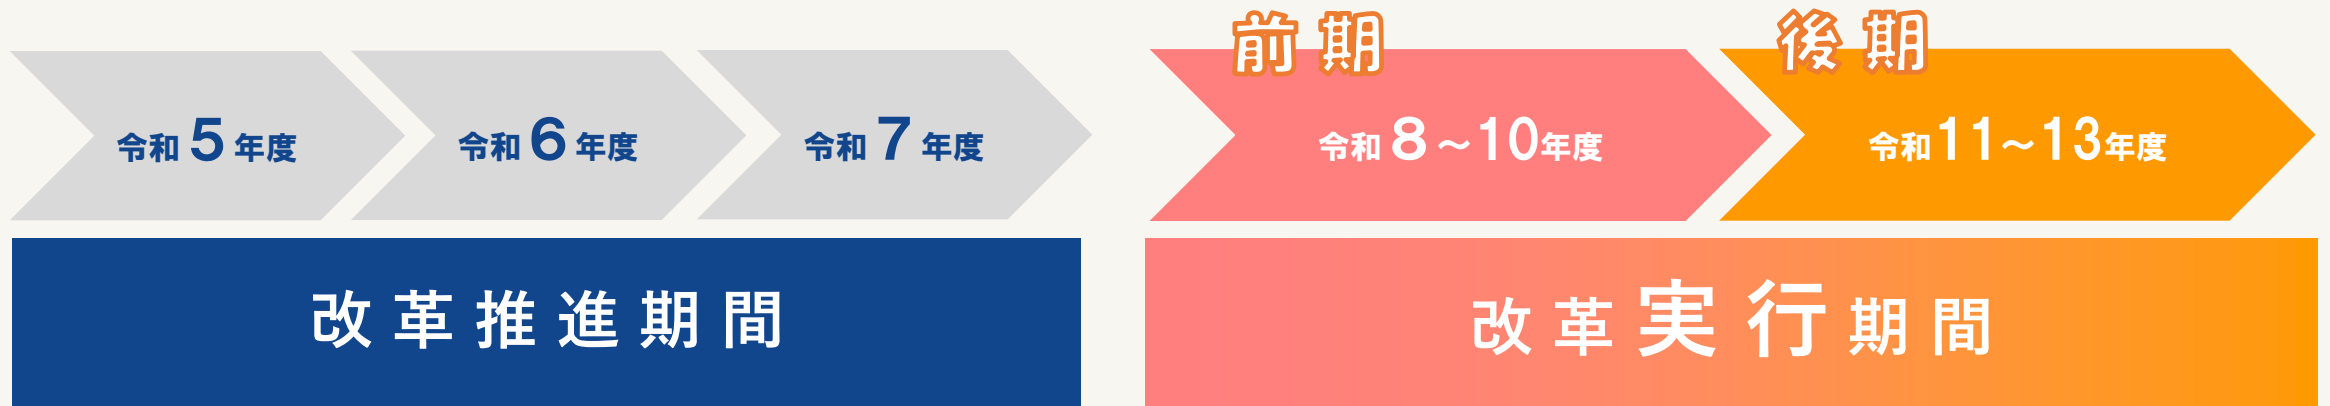 前期
後期
令和5年度
令和6年度
令和7年度
令和8～10年度
令和11～13年度
改革推進期間
改革実行期間